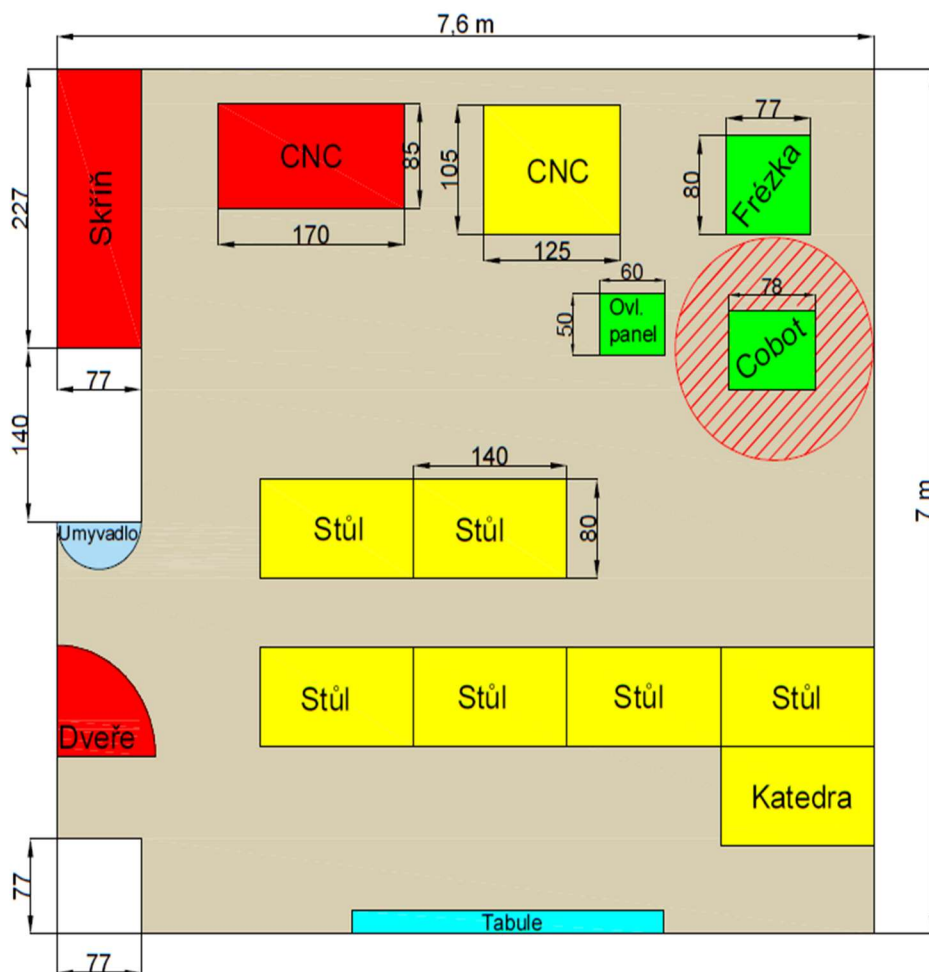 7,6 m
77
Skříň
227
CNC
85
170
CNC
105
125
Frézka
80
60
50
Ovl.
panel
78
Cobot
77
140
7 m
140
Stůl
Stůl
80
Umyvadlo
Stůl
Stůl
Stůl
Stůl
Dveře
Katedra
77
Tabule
77